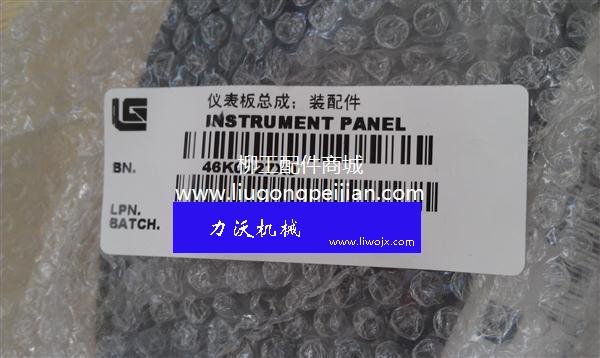 仪表板总成：装配件
INSTRUMENT PANEL
BN.
柳工配件商城
www.liugongpeijian.com
LPN.
BATCH.
力沃机械
www.liwojx.com